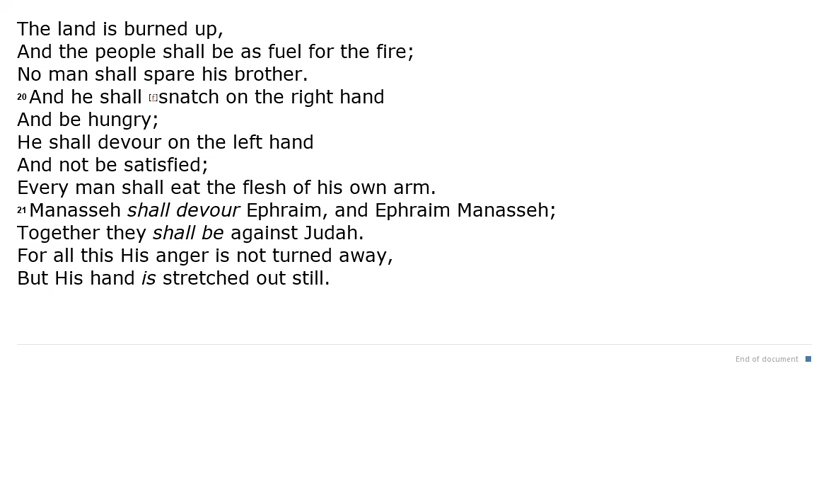 The land is burned up,
And the people shall be as fuel for the fire;
No man shall spare his brother.
20 And he shall [f]snatch on the right hand
And be hungry;
He shall devour on the left hand
And not be satisfied;
Every man shall eat the flesh of his own arm.
21 Manasseh shall devour Ephraim, and Ephraim Manasseh;
Together they shall be against Judah.
For all this His anger is not turned away,
But His hand is stretched out still.
End of document